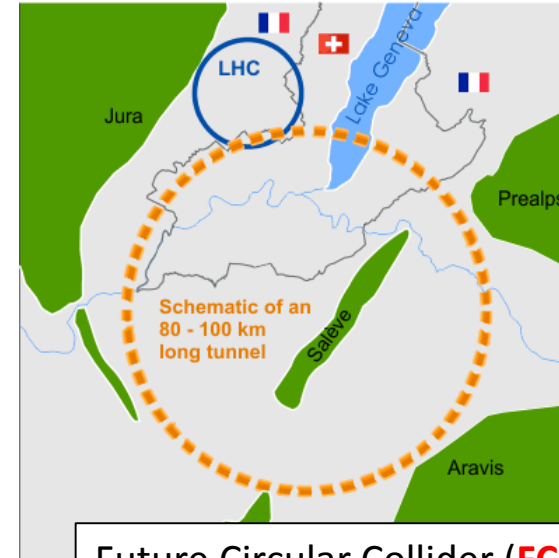 LHC
Lake Geneva
Jura
Prealps
Schematic of an
80 - 100 km
long tunnel
Salève
Aravis
Future Circular Collider (